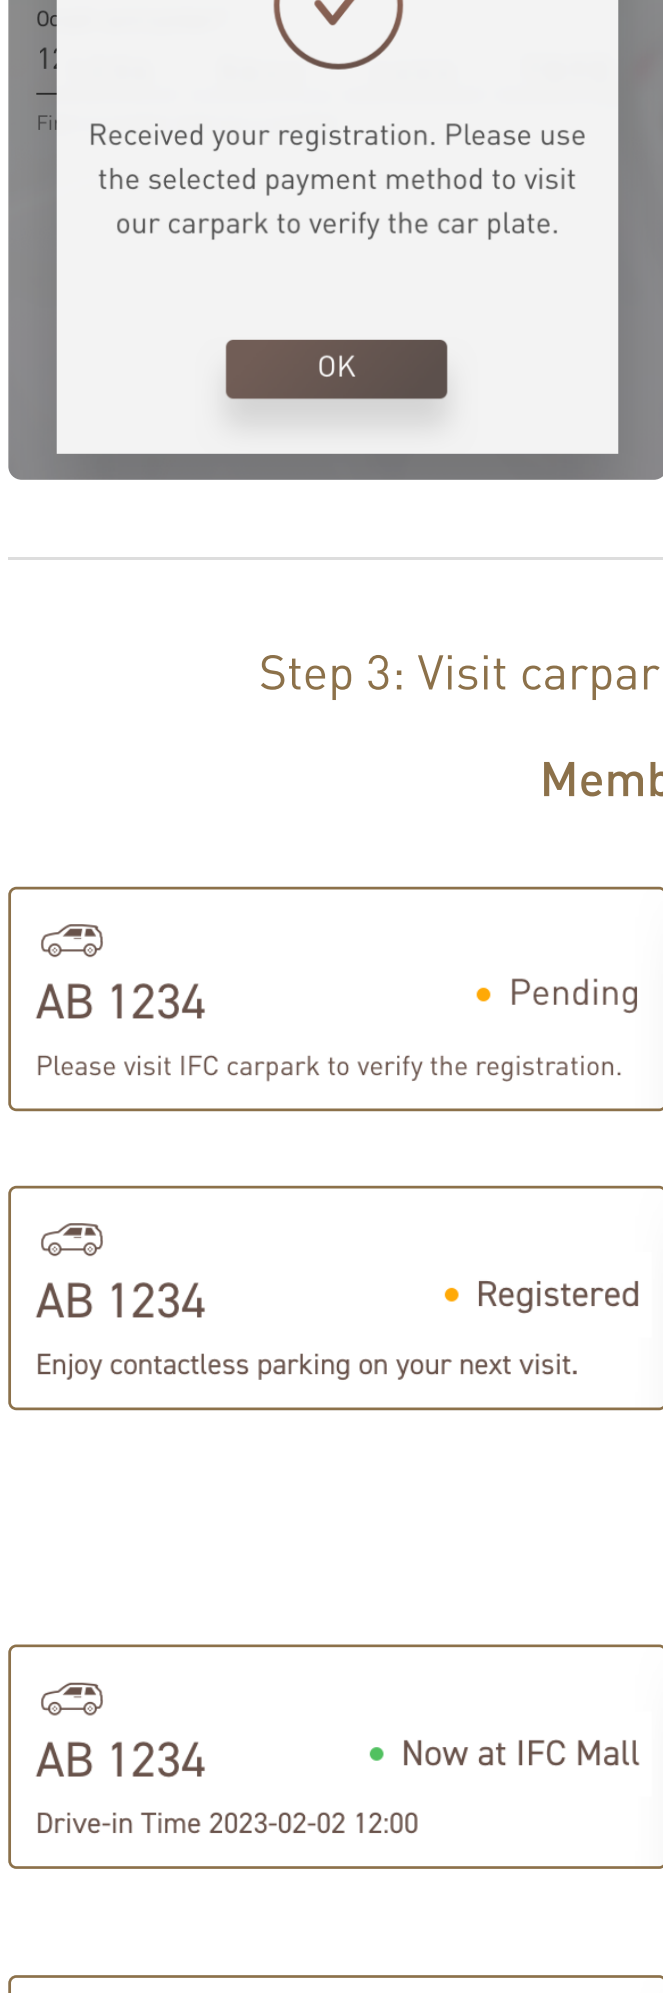 Received your registration. Please use
the selected payment method to visit
our carpark to verify the car plate.
OK
Step 3: Visit
AB 1234
Pending
Please visit IFC carpark to verify the registration.
AB 1234
Registered
Enjoy contactless parking on your next visit.
AB 1234
Now at IFC Mall
Drive-in Time 2023-02-02 12:00